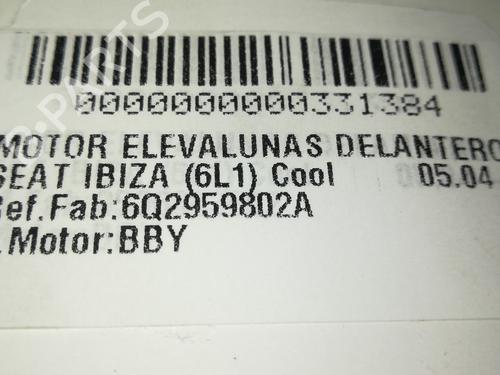 0000000000331384
MOTOR ELEVALUNAS DELANTERO
SEAT IBIZA (6L1) Cool 05.04
Ref.Fab:6Q2959802A
.Motor:BBY